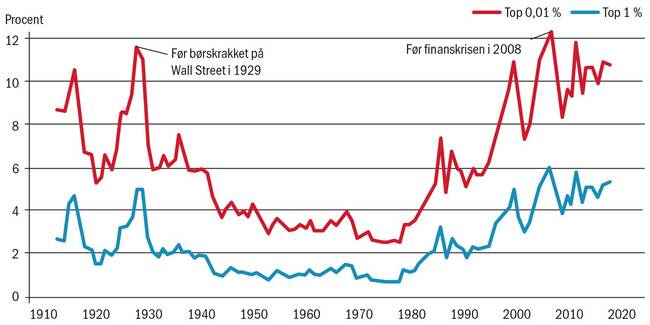 Top 0,01 % Top 1 %
Procent
12
10
8
6
4
2
0
Før børskrakket på
Wall Street i 1929
Før finanskrisen i 2008
1910 1920 1930 1940 1950 1960 1970 1980 1990 2000 2010 2020